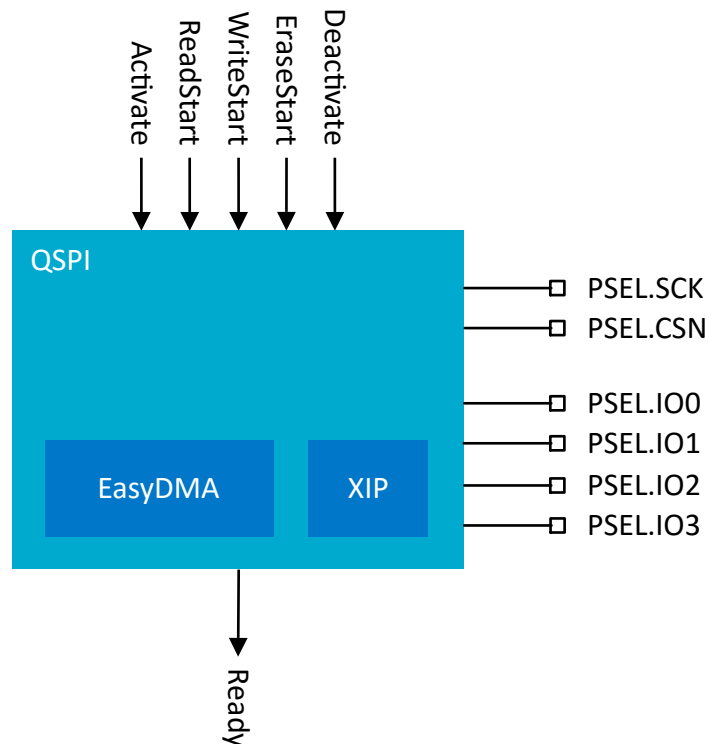 Activate
ReadStart
WriteStart
EraseStart
Deactivate
QSPI
PSEL.SCK
PSEL.CSN
PSEL.IO0
PSEL.IO1
PSEL.IO2
PSEL.IO3
EasyDMA
XIP
Ready